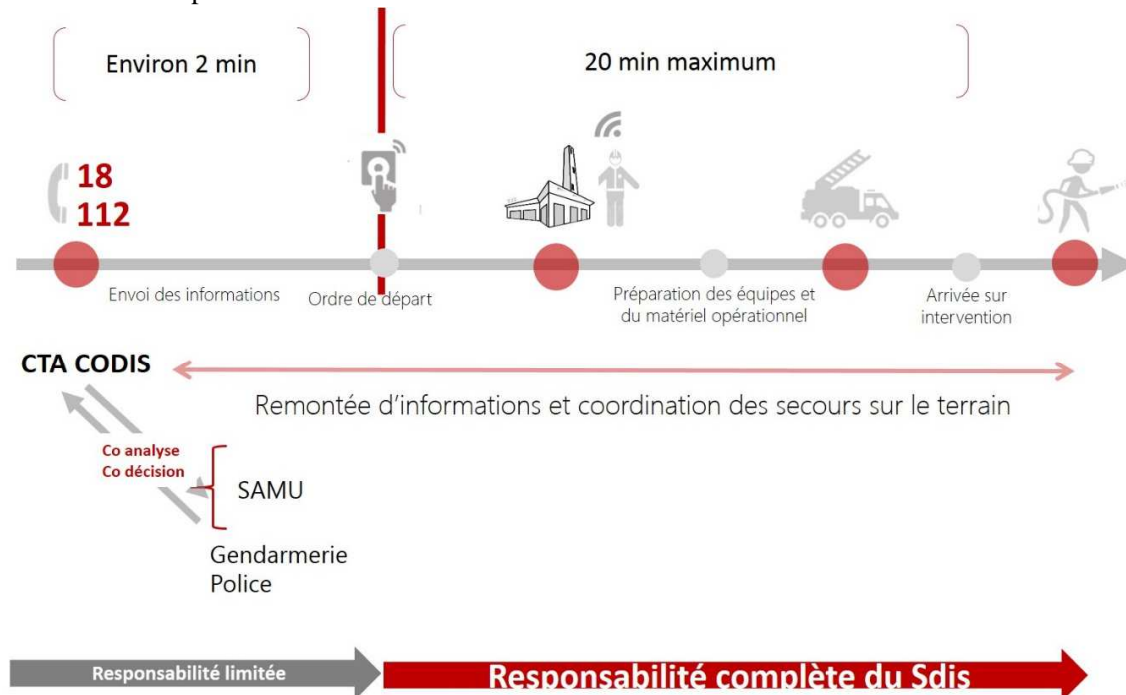 Environ 2 min
20 min maximum
18
112
Envoi des informations
Ordre de départ
Préparation des équipes et
du matériel opérationnel
Arrivée sur
intervention
CTA CODIS
Remontée d'informations et coordination des secours sur le terrain
Co analyse
Co décision
SAMU
Gendarmerie
Police
Responsabilité limitée
Responsabilité complète du Sdis